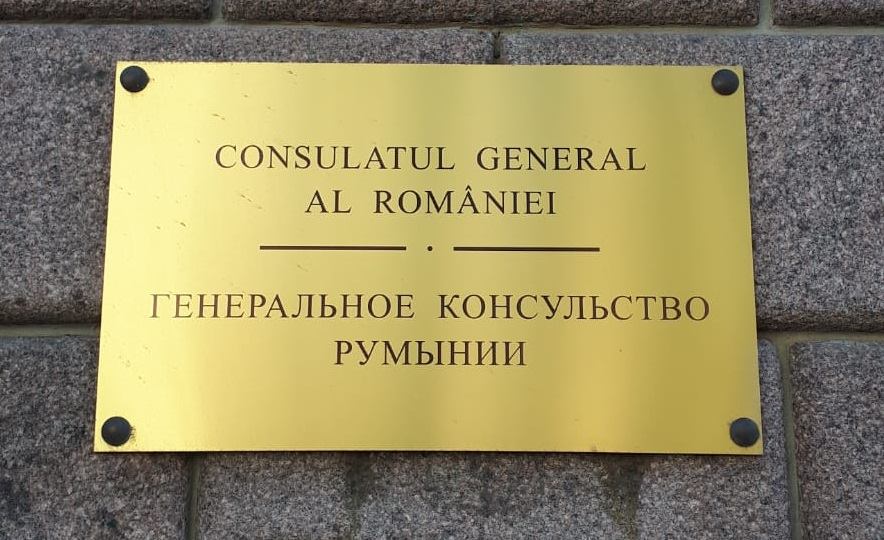 CONSULATUL GENERAL
AL ROMÂNIEI
ГЕНЕРАЛЬНОЕ КОНСУЛЬСТВО
РУМЫНИИ